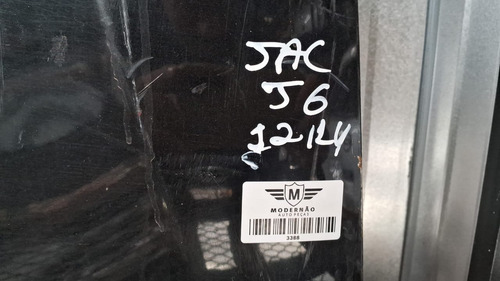 JAC
J6
12/14
M
MODERNÃO
AUTO PEÇAS
3388